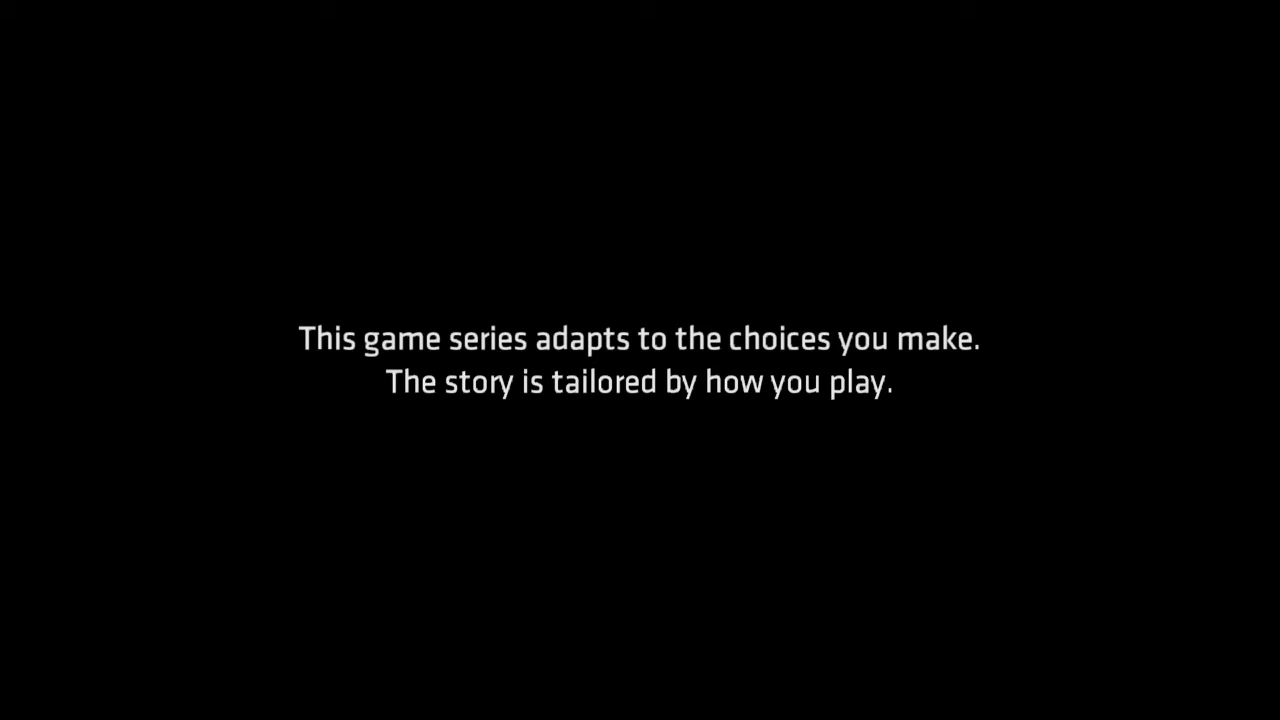 This game series adapts to the choices you make.
The story is tailored by how you play.